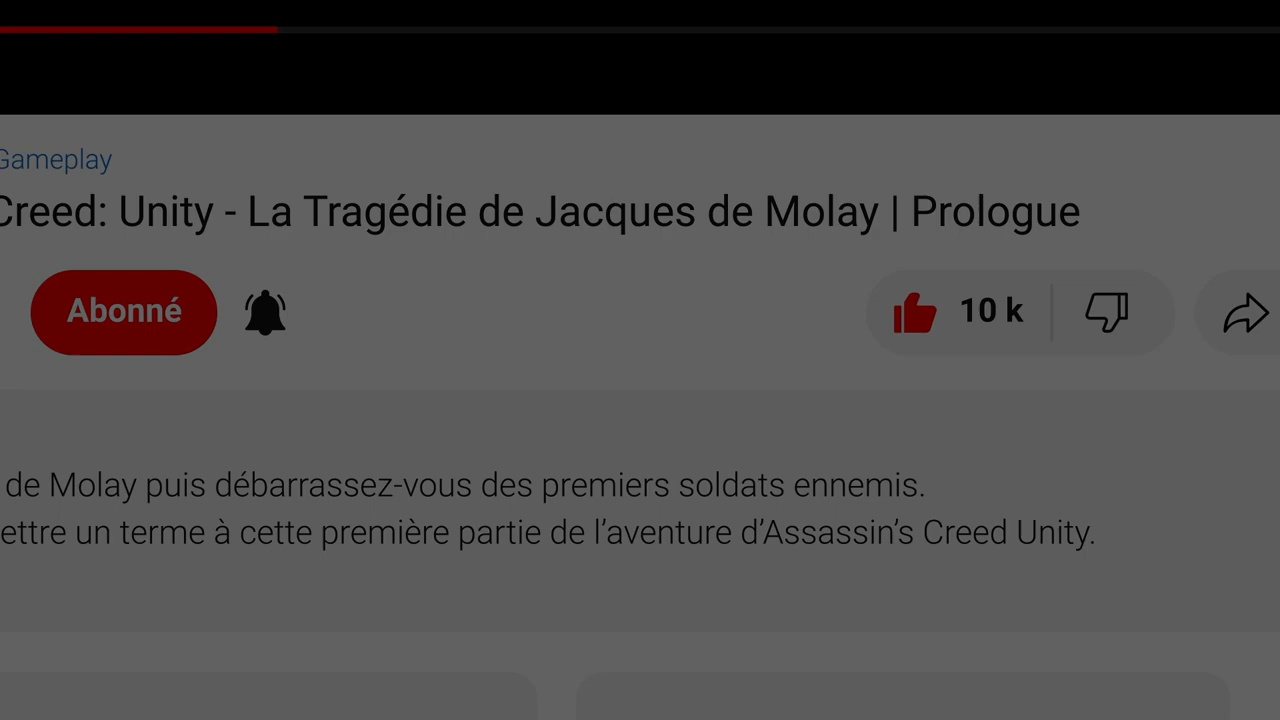 Gameplay
Creed: Unity - La Tragédie de Jacques de Molay | Prologue
Abonné
10 k
de Molay puis débarrassez-vous des premiers soldats ennemis.
ettre un terme à cette première partie de l’aventure d’Assassin’s Creed Unity.